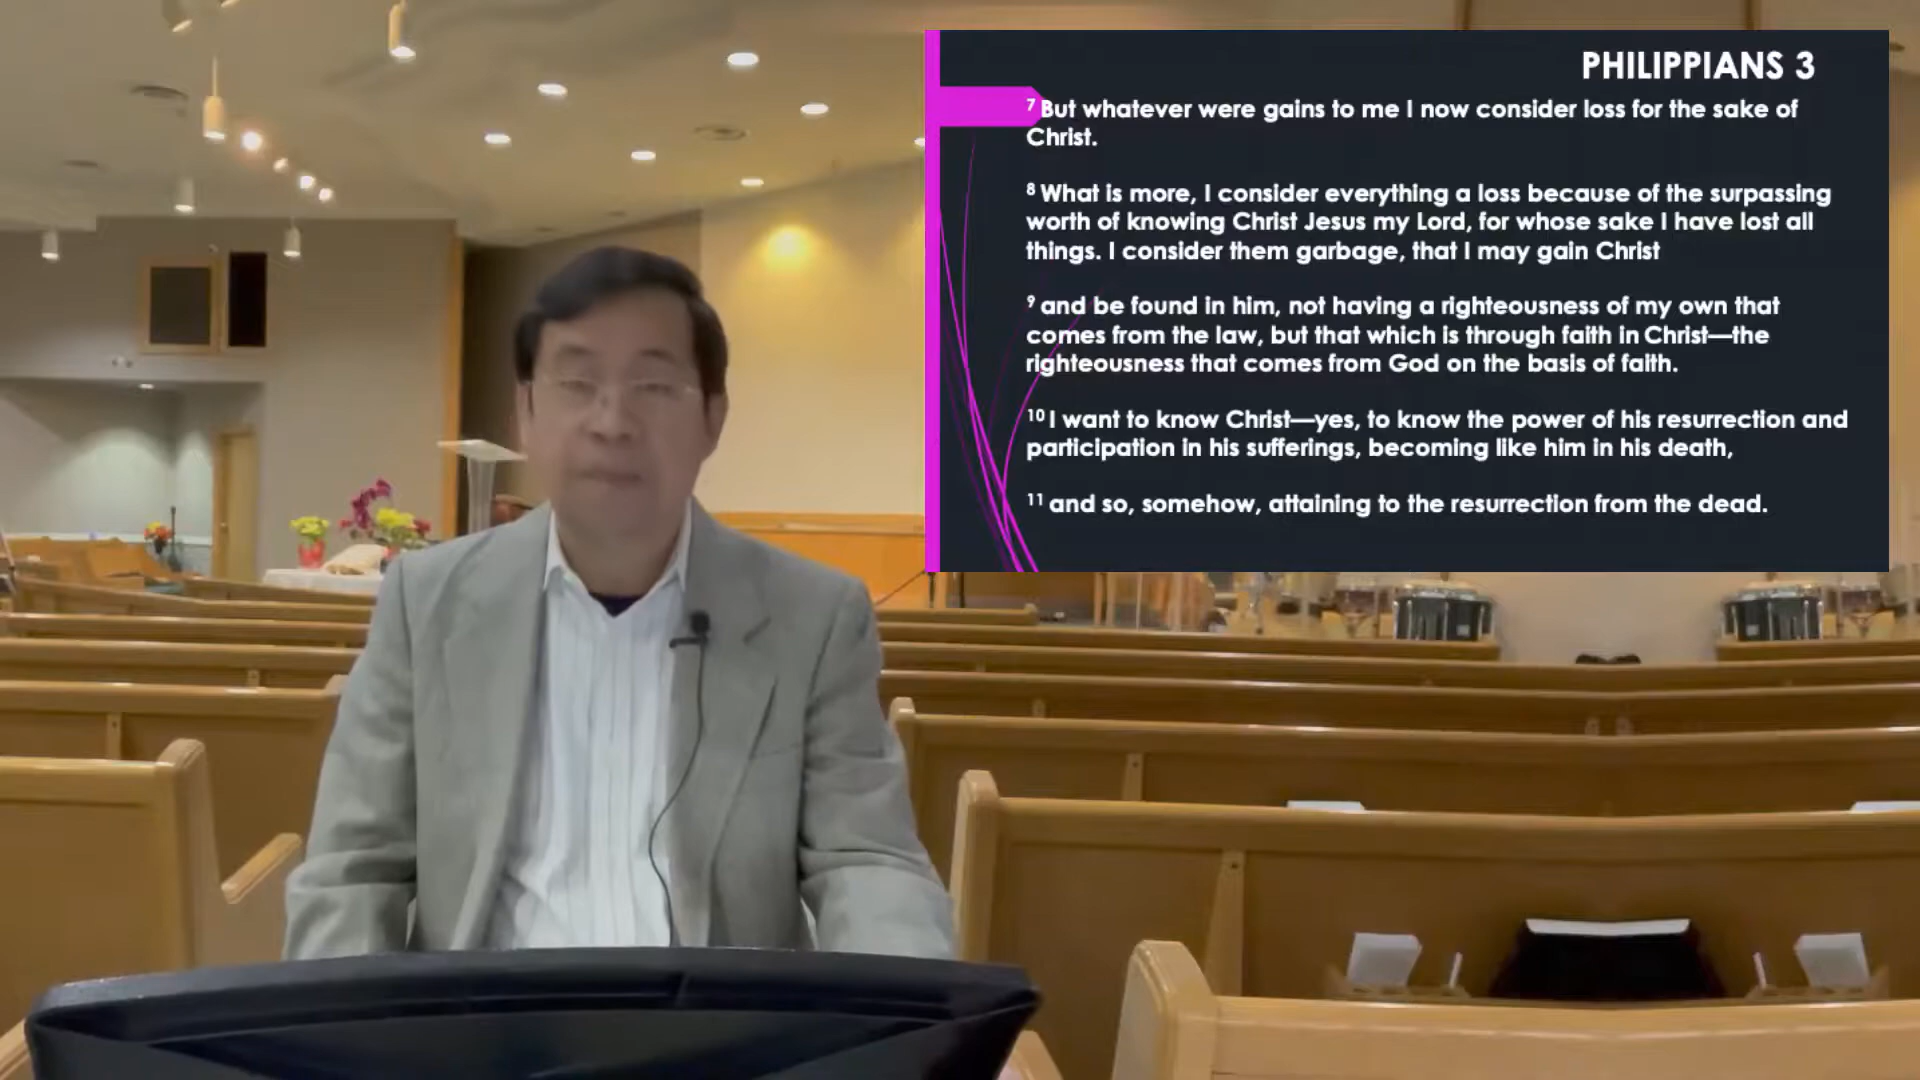 PHILIPPIANS 3
7 But whatever were gains to me I now consider loss for the sake of
Christ.
8 What is more, I consider everything a loss because of the surpassing
worth of knowing Christ Jesus my Lord, for whose sake I have lost all
things. I consider them garbage, that I may gain Christ
9 and be found in him, not having a righteousness of my own that
comes from the law, but that which is through faith in Christ—the
righteousness that comes from God on the basis of faith.
10 I want to know Christ—yes, to know the power of his resurrection and
participation in his sufferings, becoming like him in his death,
11 and so, somehow, attaining to the resurrection from the dead.